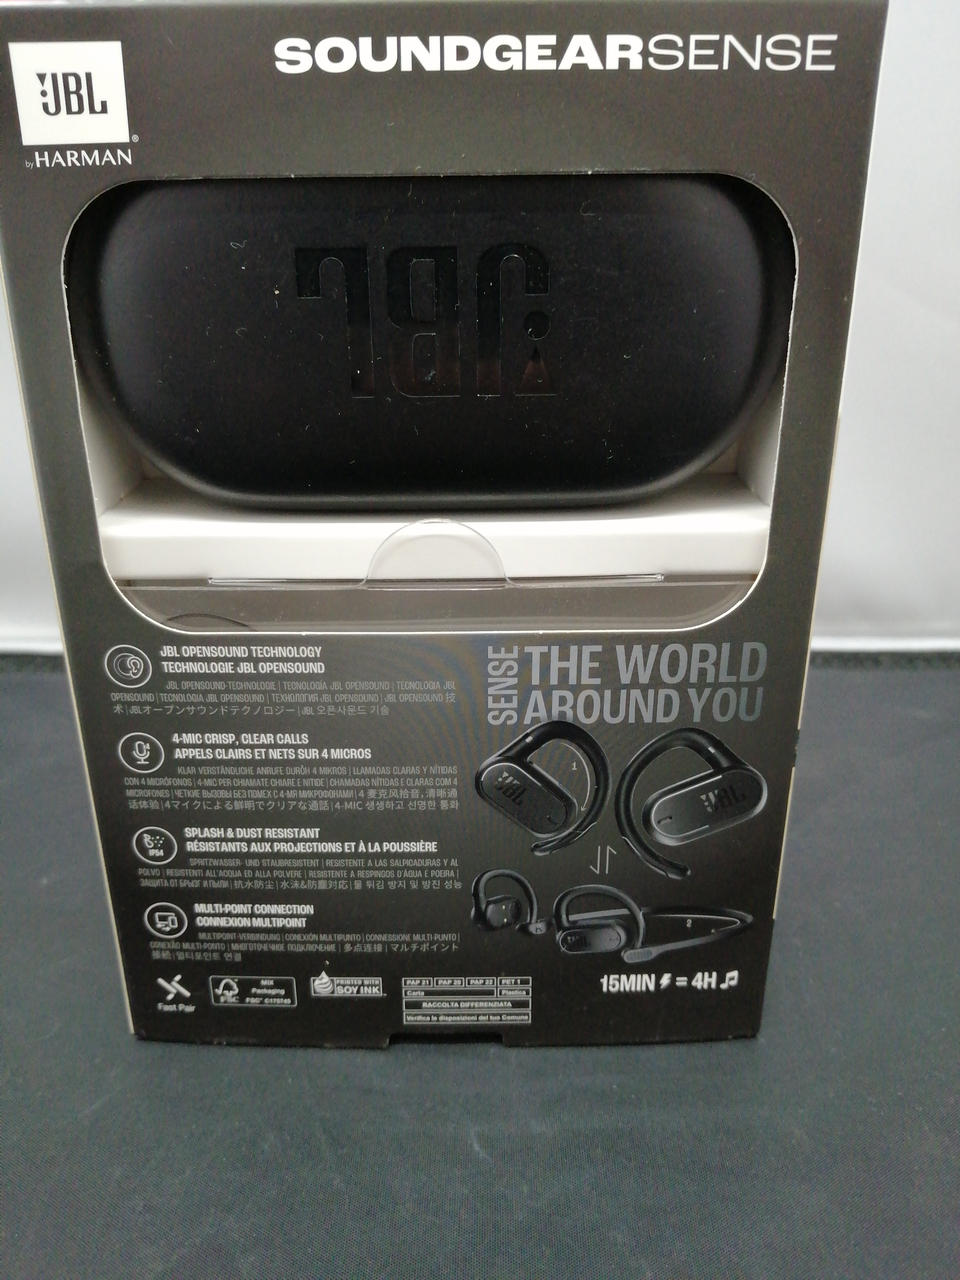 JBL
by HARMAN
SOUNDGEARSENSE
JBL
JBL OPENSOUND TECHNOLOGY
TECHNOLOGIE JBL OPENSOUND
JBL OPENSOUND-TECHNOLOGIE | TECNOLOGÍA JBL OPENSOUND | TECNOLOGIA JBL
OPENSOUND | TECNOLOGIA JBL OPENSOUND | ТЕХНОЛОГИЯ JBL OPENSOUND | JBL OPENSOUND 技
术 | JBLオープンサウンドテクノロジー | JBL 오픈사운드 기술
4-MIC CRISP, CLEAR CALLS
APPELS CLAIRS ET NETS SUR 4 MICROS
KLAR VERSTÄNDLICHE ANRUFE DURCH 4 MIKROS | LLAMADAS CLARAS Y NÍTIDAS
CON 4 MICRÓFONOS | 4-MIC PER CHIAMATE CHIARE E NITIDE | CHAMADAS NÍTIDAS E CLARAS COM 4
MICROFONES | ЧЕТКИЕ ВЫЗОВЫ БЕЗ ПОМЕХ С 4-МЯ МИКРОФОНАМИ | 4 麦克风拾音，清晰通
话体验 | 4マイクによる鮮明でクリアな通話 | 4-MIC 생생하고 선명한 통화
IP54
SPLASH & DUST RESISTANT
RÉSISTANTS AUX PROJECTIONS ET À LA POUSSIÈRE
SPRITZWASSER- UND STAUBRESISTENT | RESISTENTE A LAS SALPICADURAS Y AL
POLVO | RESISTENTI ALL'ACQUA ED ALLA POLVERE | RESISTENTE A RESPINGOS D'ÁGUA E POEIRA |
ЗАЩИТА ОТ БРЫЗГ И ПЫЛИ | 抗水防尘 | 水沫&防塵対応 | 물 튀김 방지 및 방진 성능
MULTI-POINT CONNECTION
CONNEXION MULTIPOINT
MULTIPOINT-VERBINDUNG | CONEXIÓN MULTIPUNTO | CONNESSIONE MULTI-PUNTO |
CONEXÃO MULTI-PONTO | МНОГОТОЧЕЧНОЕ ПОДКЛЮЧЕНИЕ | 多点连接 | マルチポイント
接続 | 멀티포인트 연결
SENSE
THE WORLD
AROUND YOU
1
JBL
JBL
2
JBL
15MIN = 4H
Fast Pair
FSC
MIX
Packaging
FSC® C175745
PRINTED WITH
SOY INK
PAP 21 PAP 20 PAP 22 PET 1
Carta Plastica
RACCOLTA DIFFERENZIATA
Verifica le disposizioni del tuo Comune